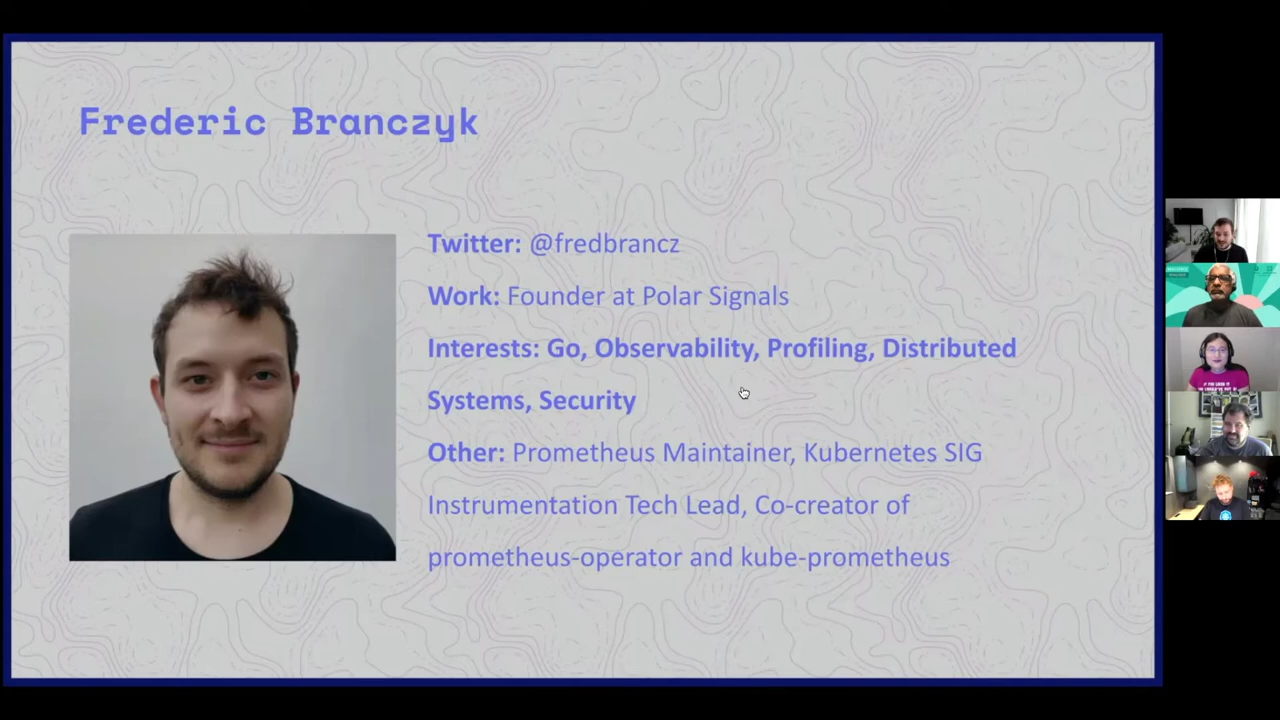 Frederic Branczyk
Twitter: @fredbrancz
Work: Founder at Polar Signals
Interests: Go, Observability, Profiling, Distributed
Systems, Security
Other: Prometheus Maintainer, Kubernetes SIG
Instrumentation Tech Lead, Co-creator of
prometheus-operator and kube-prometheus